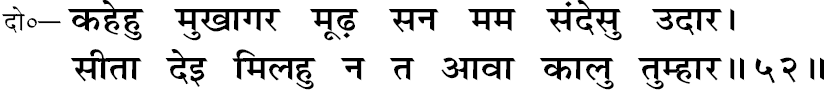 दो०— कहेहु मुखागर मूढ़ सन मम संदेसु उदार।
सीता देइ मिलहु न त आवा कालु तुम्हार॥ ५२॥